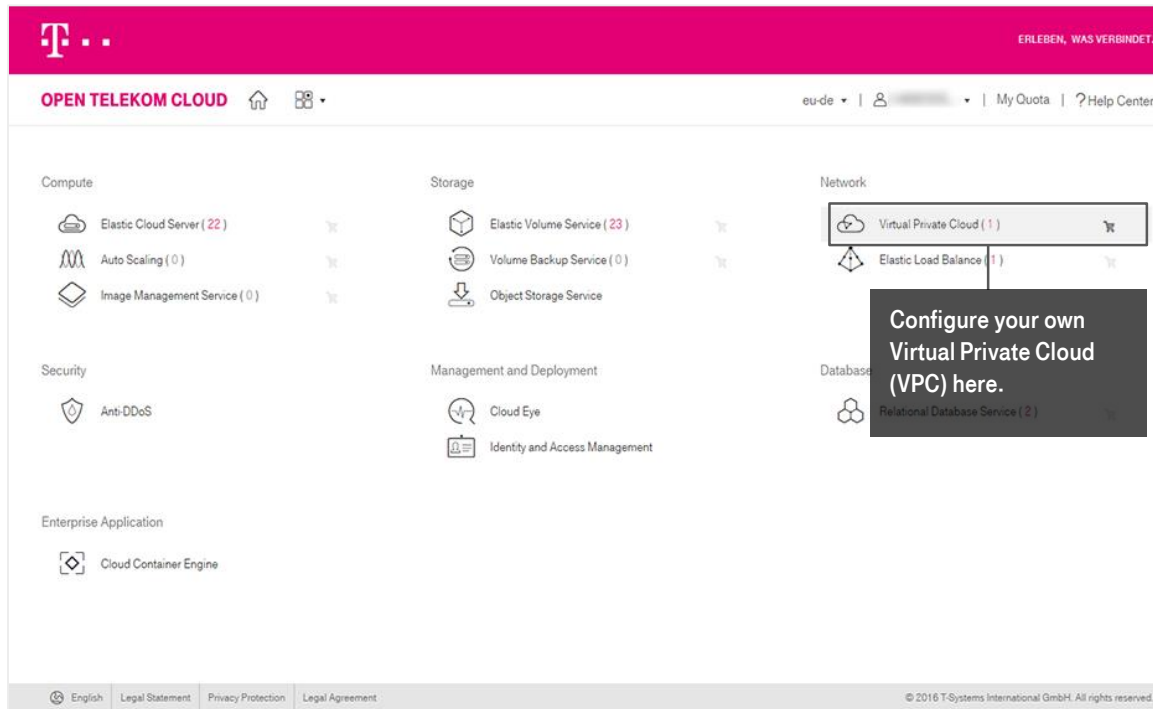 T
ERLEBEN, WAS VERBINDET.
OPEN TELEKOM CLOUD
eu-de
My Quota
? Help Center
Compute
Elastic Cloud Server ( 22 )
Auto Scaling ( 0 )
Image Management Service ( 0 )
Storage
Elastic Volume Service ( 23 )
Volume Backup Service ( 0 )
Object Storage Service
Network
Virtual Private Cloud ( 1 )
Elastic Load Balance ( 1 )
Configure your own
Virtual Private Cloud
(VPC) here.
Security
Anti-DDoS
Management and Deployment
Cloud Eye
Identity and Access Management
Database
Relational Database Service ( 2 )
Enterprise Application
Cloud Container Engine
English | Legal Statement | Privacy Protection | Legal Agreement
© 2016 T-Systems International GmbH. All rights reserved.